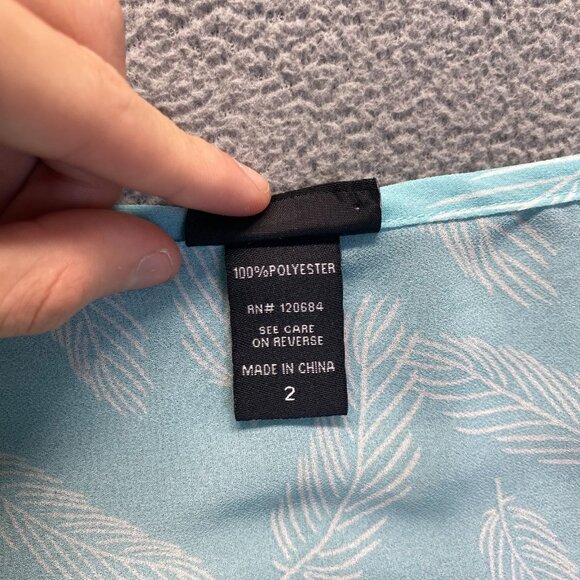 100%POLYESTER
RN# 120684
SEE CARE
ON REVERSE
MADE IN CHINA
2